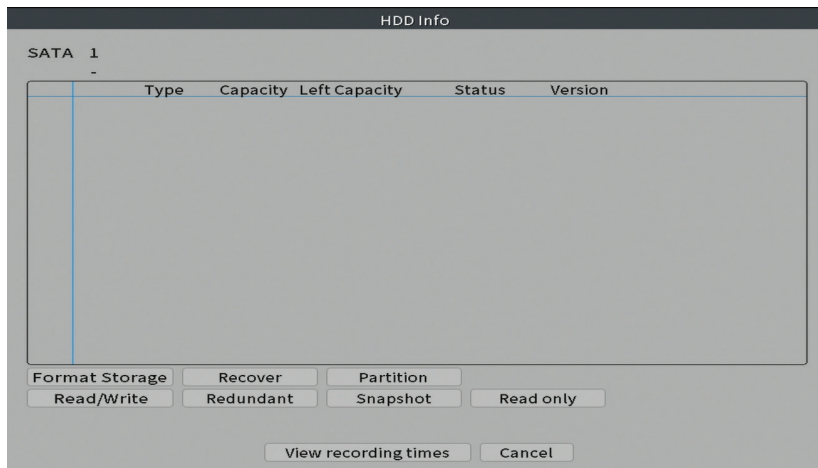 HDD Info
SATA 1
-
Type Capacity Left Capacity Status Version
Format Storage Recover Partition
Read/Write Redundant Snapshot Read only
View recording times Cancel